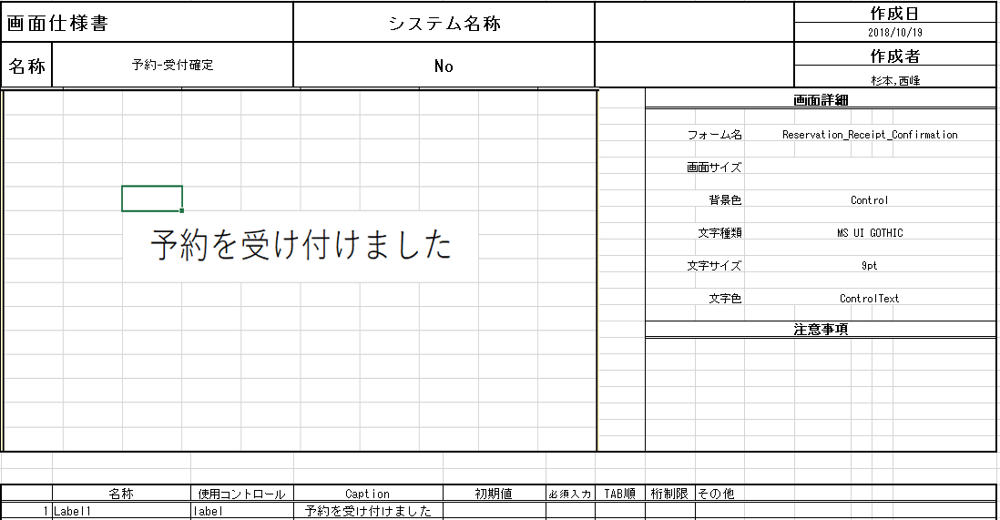 画面仕様書
システム名称
作成日
2018/10/19
名称
予約-受付確定
No
作成者
杉本,西峰
画面詳細
フォーム名 Reservation_Receipt_Confirmation
画面サイズ
背景色 Control
文字種類 MS UI GOTHIC
文字サイズ 9pt
文字色 ControlText
注意事項
予約を受け付けました
名称 使用コントロール Caption 初期値 必須入力 TAB順 桁制限 その他
1 Label1 label 予約を受け付けました